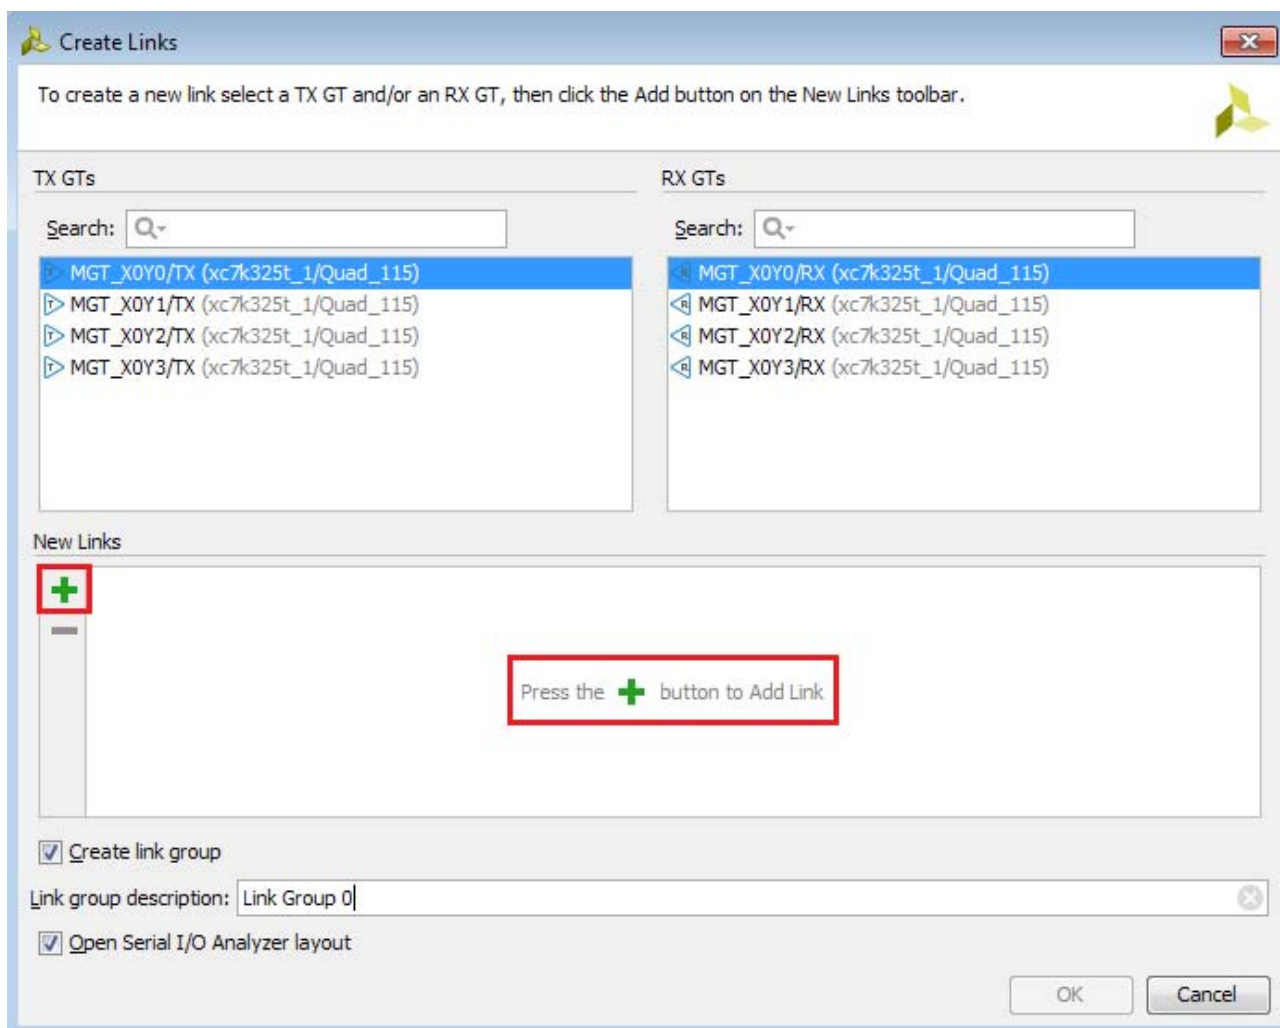 Create Links
To create a new link select a TX GT and/or an RX GT, then click the Add button on the New Links toolbar.
TX GTs
Search:
MGT_X0Y0/TX (xc7k325t_1/Quad_115)
MGT_X0Y1/TX (xc7k325t_1/Quad_115)
MGT_X0Y2/TX (xc7k325t_1/Quad_115)
MGT_X0Y3/TX (xc7k325t_1/Quad_115)
RX GTs
Search:
MGT_X0Y0/RX (xc7k325t_1/Quad_115)
MGT_X0Y1/RX (xc7k325t_1/Quad_115)
MGT_X0Y2/RX (xc7k325t_1/Quad_115)
MGT_X0Y3/RX (xc7k325t_1/Quad_115)
New Links
Press the + button to Add Link
Create link group
Link group description: Link Group 0
Open Serial I/O Analyzer layout
OK
Cancel